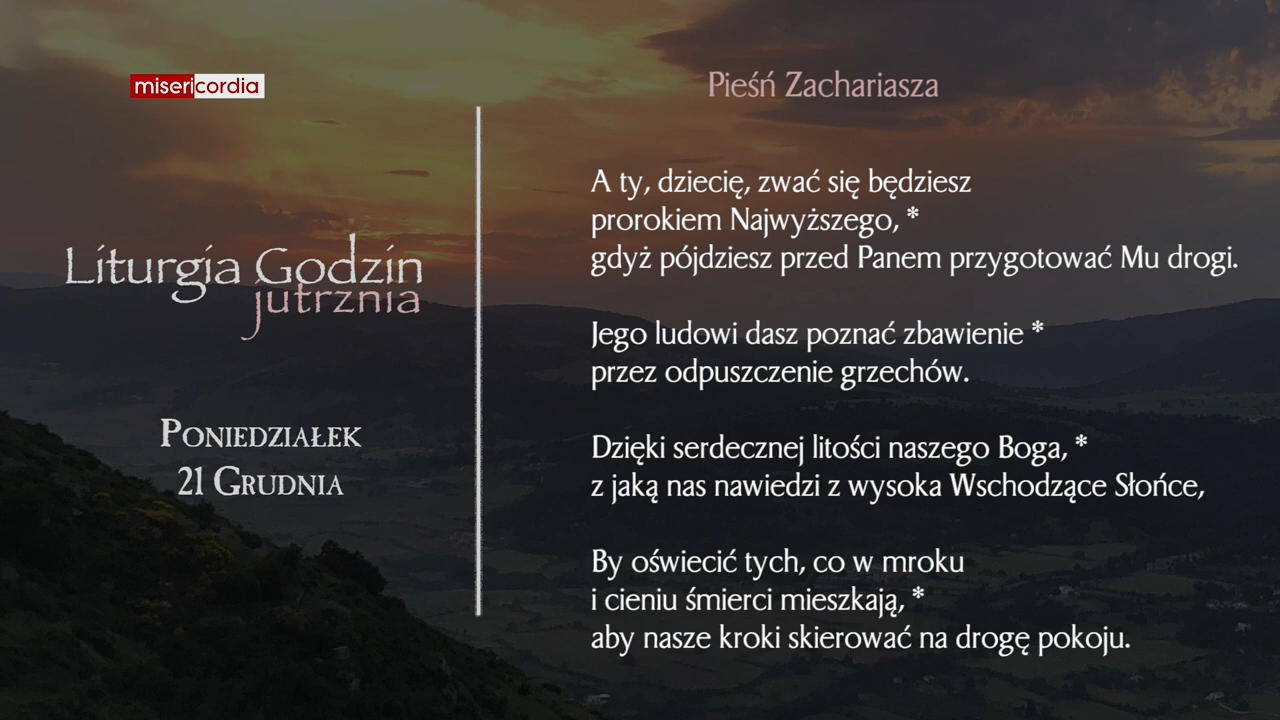 misericordia
Liturgia Godzin
jutrznia
Poniedziałek
21 Grudnia
Pieśń Zachariasza
A ty, dziecię, zwać się będziesz
prorokiem Najwyższego, *
gdyż pójdziesz przed Panem przygotować Mu drogi.
Jego ludowi dasz poznać zbawienie *
przez odpuszczenie grzechów.
Dzięki serdecznej litości naszego Boga, *
z jaką nas nawiedzi z wysoka Wschodzące Słońce,
By oświecić tych, co w mroku
i cieniu śmierci mieszkają, *
aby nasze kroki skierować na drogę pokoju.